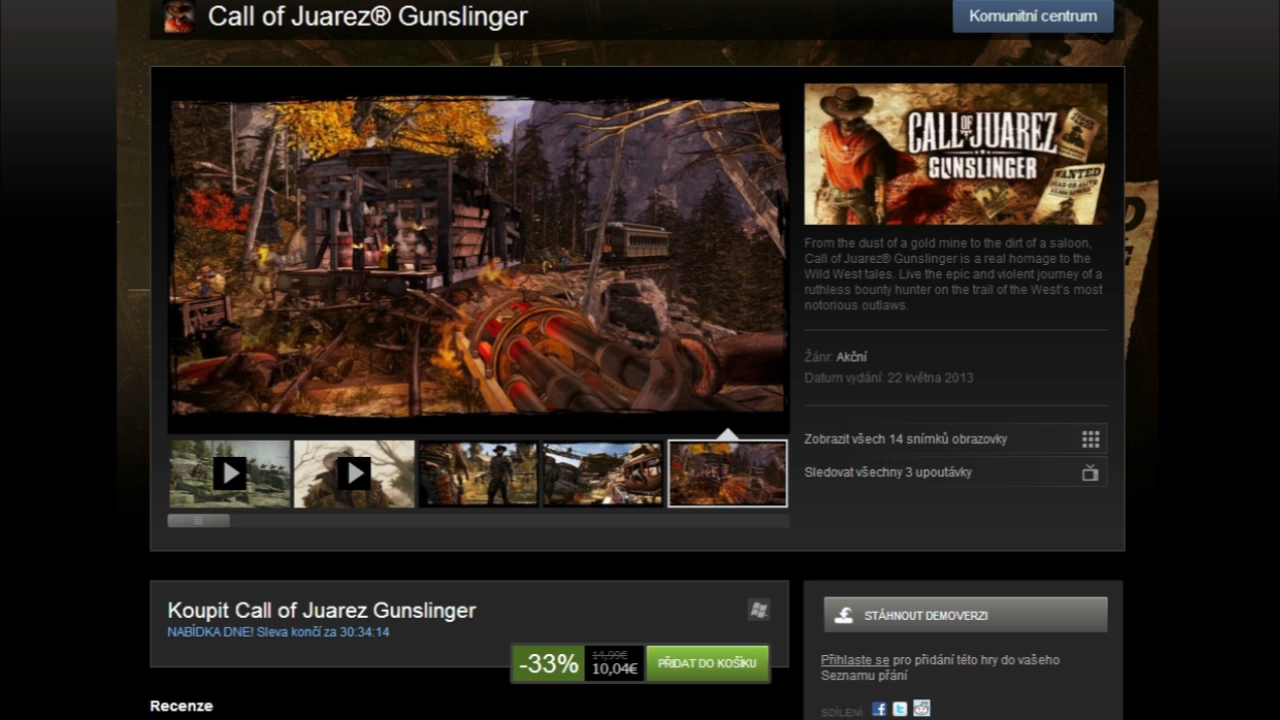 Call of Juarez® Gunslinger
Komunitní centrum
CALL OF JUAREZ
GUNSLINGER
WANTED
DEAD OR ALIVE
From the dust of a gold mine to the dirt of a saloon,
Call of Juarez® Gunslinger is a real homage to the
Wild West tales. Live the epic and violent journey of a
ruthless bounty hunter on the trail of the West's most
notorious outlaws.
Žánr: Akční
Datum vydání: 22 května 2013
Zobrazit všech 14 snímků obrazovky
Sledovat všechny 3 upoutávky
Koupit Call of Juarez Gunslinger
NABÍDKA DNE! Sleva končí za 30:34:14
-33%
14,99€
10,04€
PŘIDAT DO KOŠÍKU
STÁHNOUT DEMOVERZI
Přihlaste se pro přidání této hry do vašeho
Seznamu přání
SDÍLENÍ:
Recenze